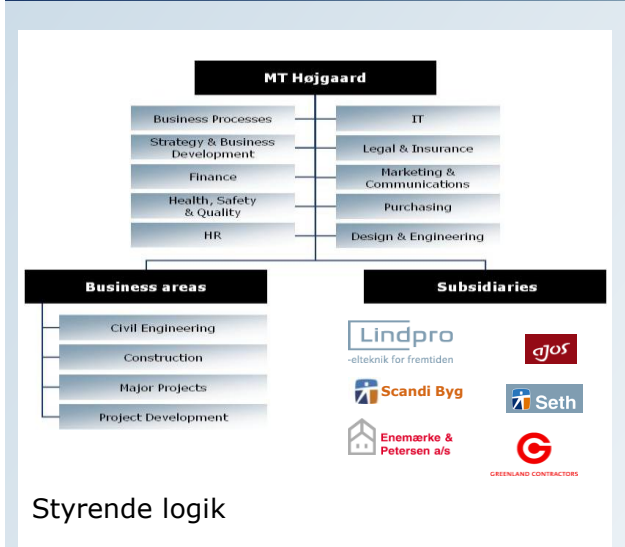 MT Højgaard
Business Processes
IT
Strategy & Business
Development
Legal & Insurance
Finance
Marketing &
Communications
Health, Safety
& Quality
Purchasing
HR
Design & Engineering
Business areas
Civil Engineering
Construction
Major Projects
Project Development
Subsidiaries
Lindpro
-elteknik for fremtiden
ajos
Scandi Byg
Seth
Enemærke &
Petersen a/s
GREENLAND CONTRACTORS
Styrende logik